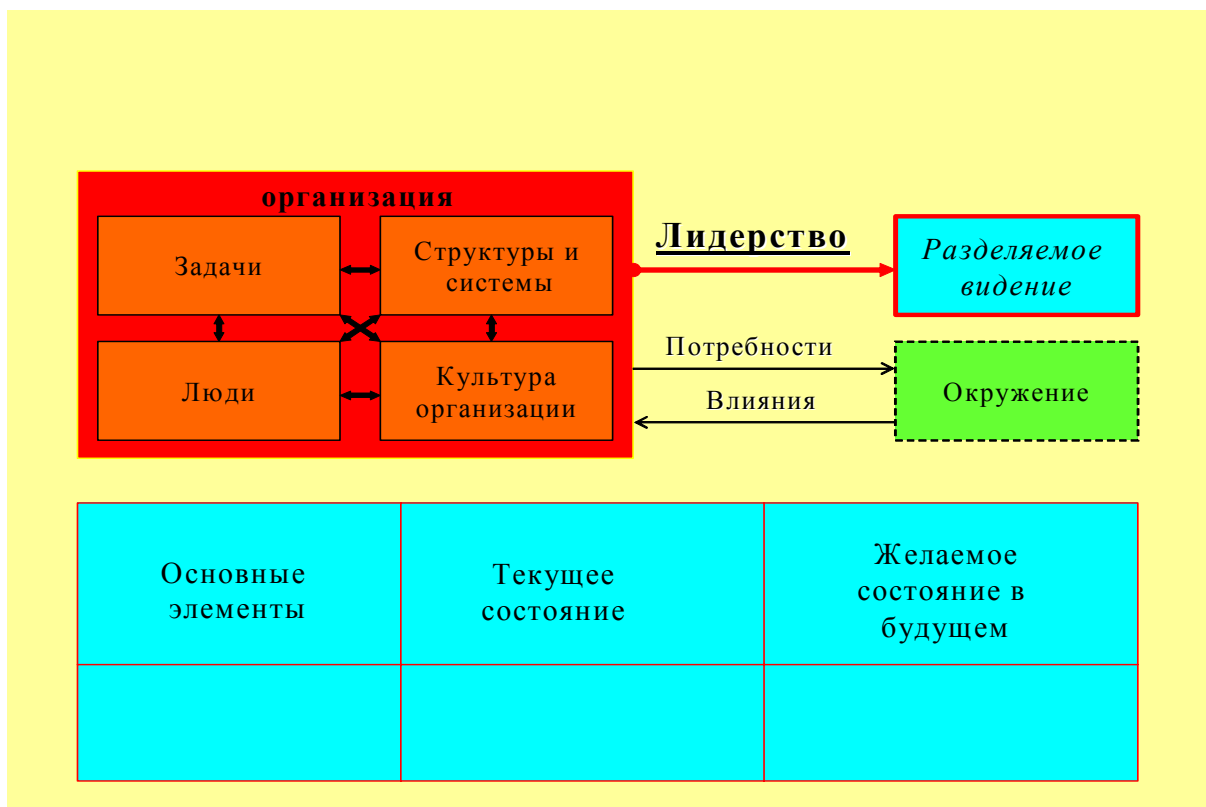 организация
Задачи
Структуры и
системы
Люди
Культура
организации
Лидерство
Разделяемое
видение
Потребности
Влияния
Окружение
Основные
элементы
Текущее
состояние
Желаемое
состояние в
будущем